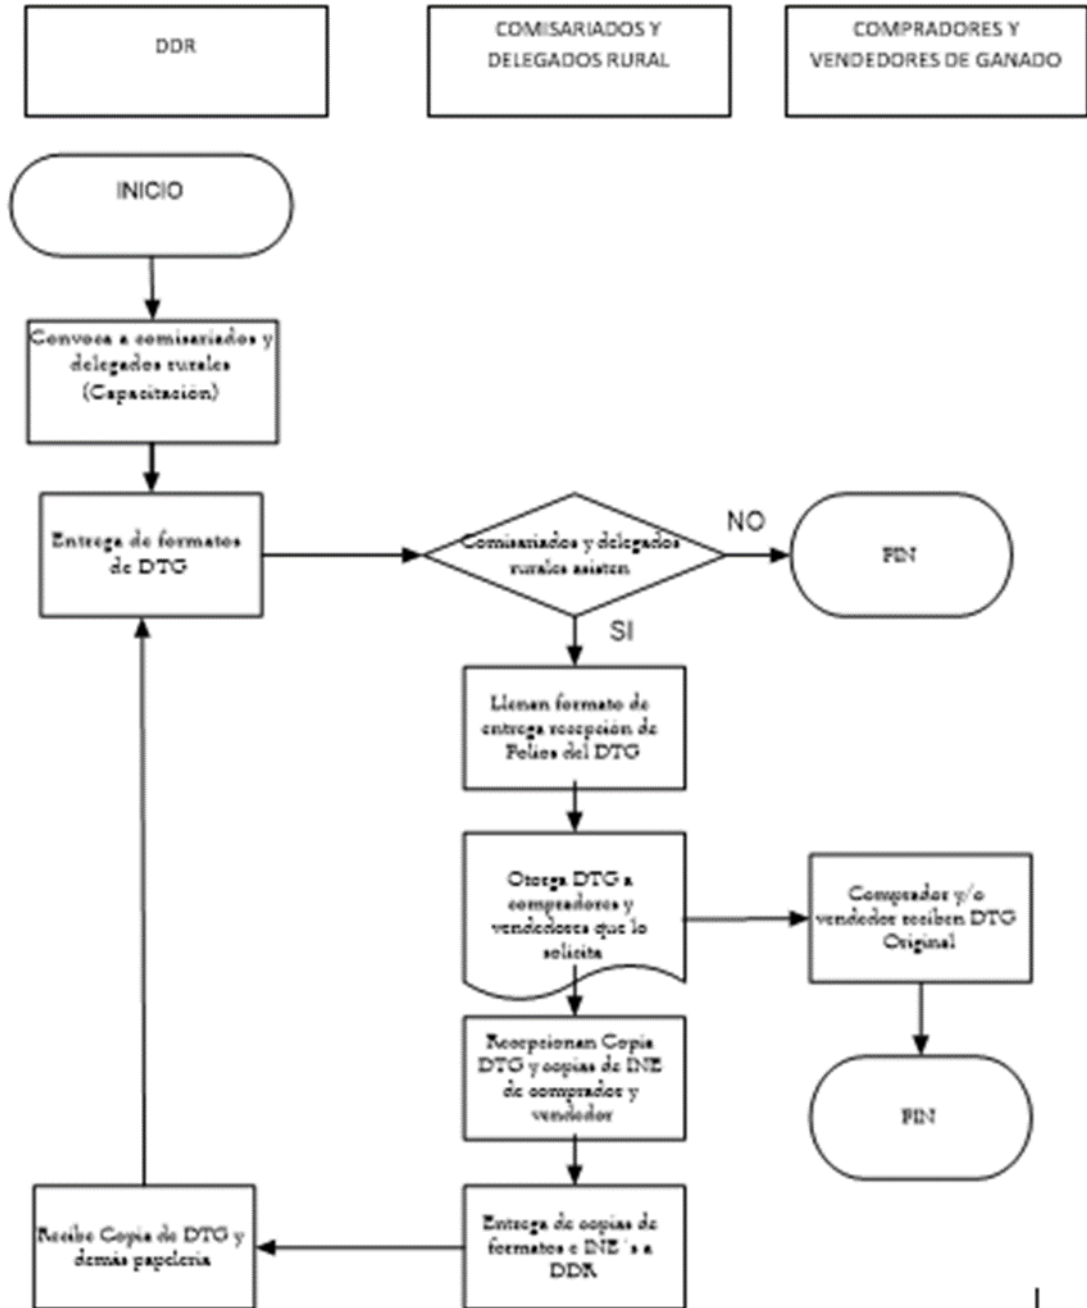 DDR
COMISARIADOS Y
DELEGADOS RURAL
COMPRADORES Y
VENDEDORES DE GANADO
INICIO
Convoca a comisariados y
delegados rurales
(Capacitación)
Entrega de formatos
de DTG
Comisariados y delegados
rurales asisten
NO
FIN
SI
Llenan formato de
entrega recepción de
Folios del DTG
Otorga DTG a
compradores y
vendedores que lo
solicita
Comprador y/o
vendedor reciben DTG
Original
Recepcionan Copia
DTG y copias de INE
de comprador y
vendedor
FIN
Entrega de copias de
formatos e INE´s a
DDR
Recibe Copia de DTG y
demás papeleria